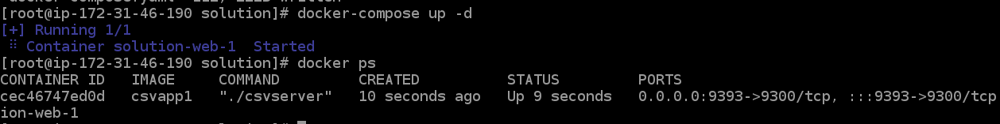 [root@ip-172-31-46-190 solution]# docker-compose up -d
[+] Running 1/1
⠿ Container solution-web-1  Started
[root@ip-172-31-46-190 solution]# docker ps
CONTAINER ID   IMAGE     COMMAND         CREATED          STATUS         PORTS
cec46747ed0d   csvapp1   "./csvserver"   10 seconds ago   Up 9 seconds   0.0.0.0:9393->9300/tcp, :::9393->9300/tcp
ion-web-1